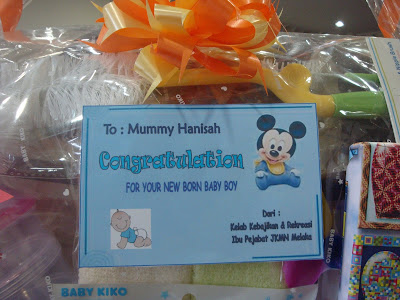 To : Mummy Hanisah
Congratulation
FOR YOUR NEW BORN BABY BOY
Dari :
Kelab Kebajikan & Rekreasi
Ibu Pejabat JKMN Melaka
BABY KIKO